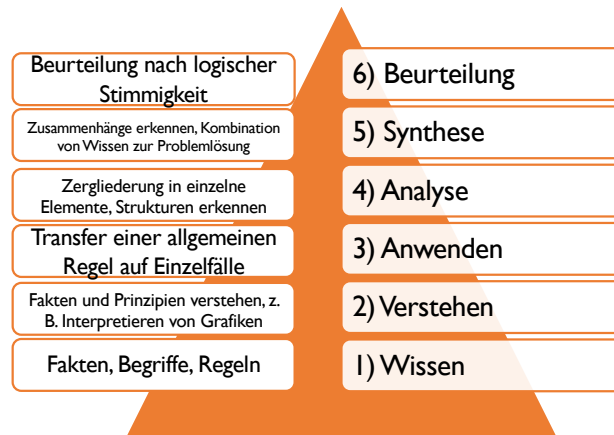 Beurteilung nach logischer
Stimmigkeit
6) Beurteilung
Zusammenhänge erkennen, Kombination
von Wissen zur Problemlösung
5) Synthese
Zergliederung in einzelne
Elemente, Strukturen erkennen
4) Analyse
Transfer einer allgemeinen
Regel auf Einzelfälle
3) Anwenden
Fakten und Prinzipien verstehen, z.
B. Interpretieren von Grafiken
2) Verstehen
Fakten, Begriffe, Regeln
1) Wissen